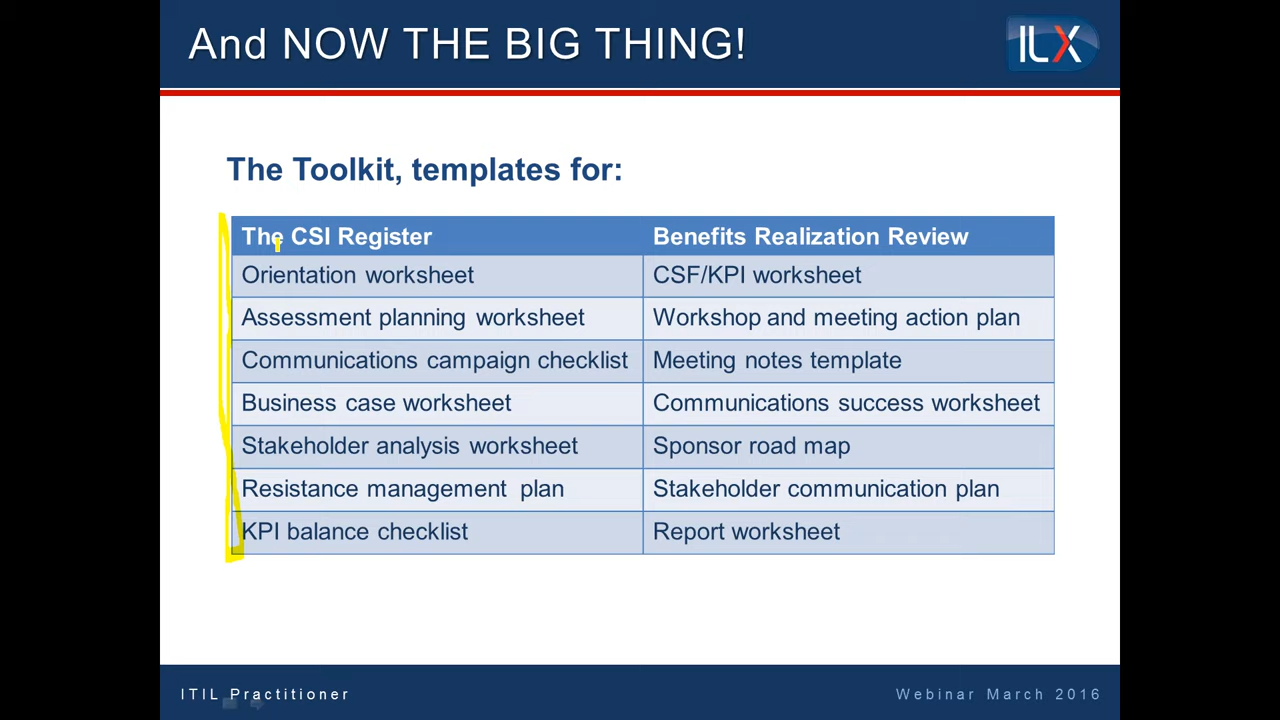 And NOW THE BIG THING!
ILX
The Toolkit, templates for:
The CSI Register Benefits Realization Review
Orientation worksheet CSF/KPI worksheet
Assessment planning worksheet Workshop and meeting action plan
Communications campaign checklist Meeting notes template
Business case worksheet Communications success worksheet
Stakeholder analysis worksheet Sponsor road map
Resistance management plan Stakeholder communication plan
KPI balance checklist Report worksheet
ITIL Practitioner Webinar March 2016